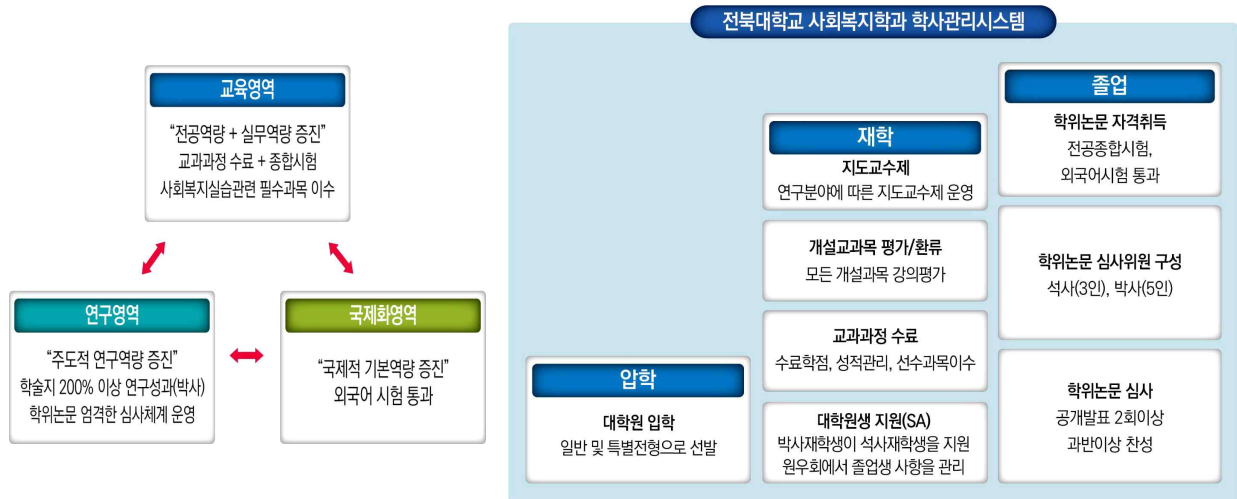 전북대학교 사회복지학과 학사관리시스템
교육영역
“전공역량 + 실무역량 증진”
교과과정 수료 + 종합시험
사회복지실습관련 필수과목 이수
연구영역
“주도적 연구역량 증진”
학술지 200% 이상 연구성과(박사)
학위논문 엄격한 심사체계 운영
국제화영역
“국제적 기본역량 증진”
외국어 시험 통과
압학
대학원 입학
일반 및 특별전형으로 선발
재학
지도교수제
연구분야에 따른 지도교수제 운영
개설교과목 평가/환류
모든 개설과목 강의평가
교과과정 수료
수료학점, 성적관리, 선수과목이수
대학원생 지원(SA)
박사재학생이 석사재학생을 지원
원우회에서 졸업생 사항을 관리
졸업
학위논문 자격취득
전공종합시험,
외국어시험 통과
학위논문 심사위원 구성
석사(3인), 박사(5인)
학위논문 심사
공개발표 2회이상
과반이상 찬성